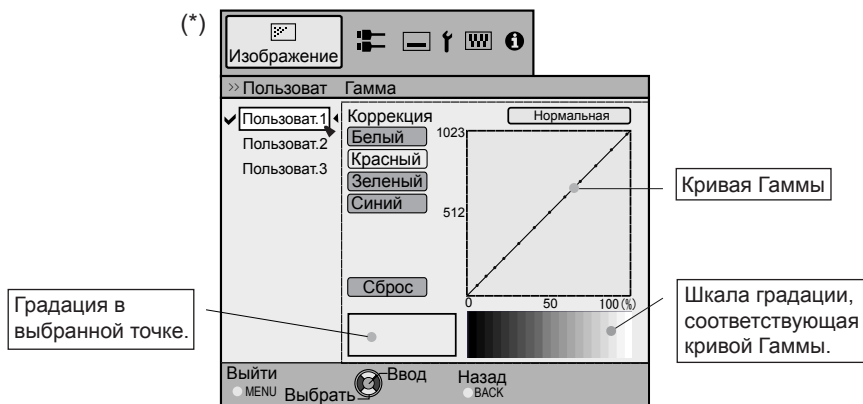 (*)
Изображение
>> Пользоват Гамма
Пользоват.1
Пользоват.2
Пользоват.3
Коррекция
Нормальная
Белый
Красный
Зеленый
Синий
Сброс
1023
512
0 50 100 (%)
Кривая Гаммы
Градация в
выбранной точке.
Шкала градации,
соответствующая
кривой Гаммы.
Выйти
MENU
Выбрать
Ввод
Назад
BACK